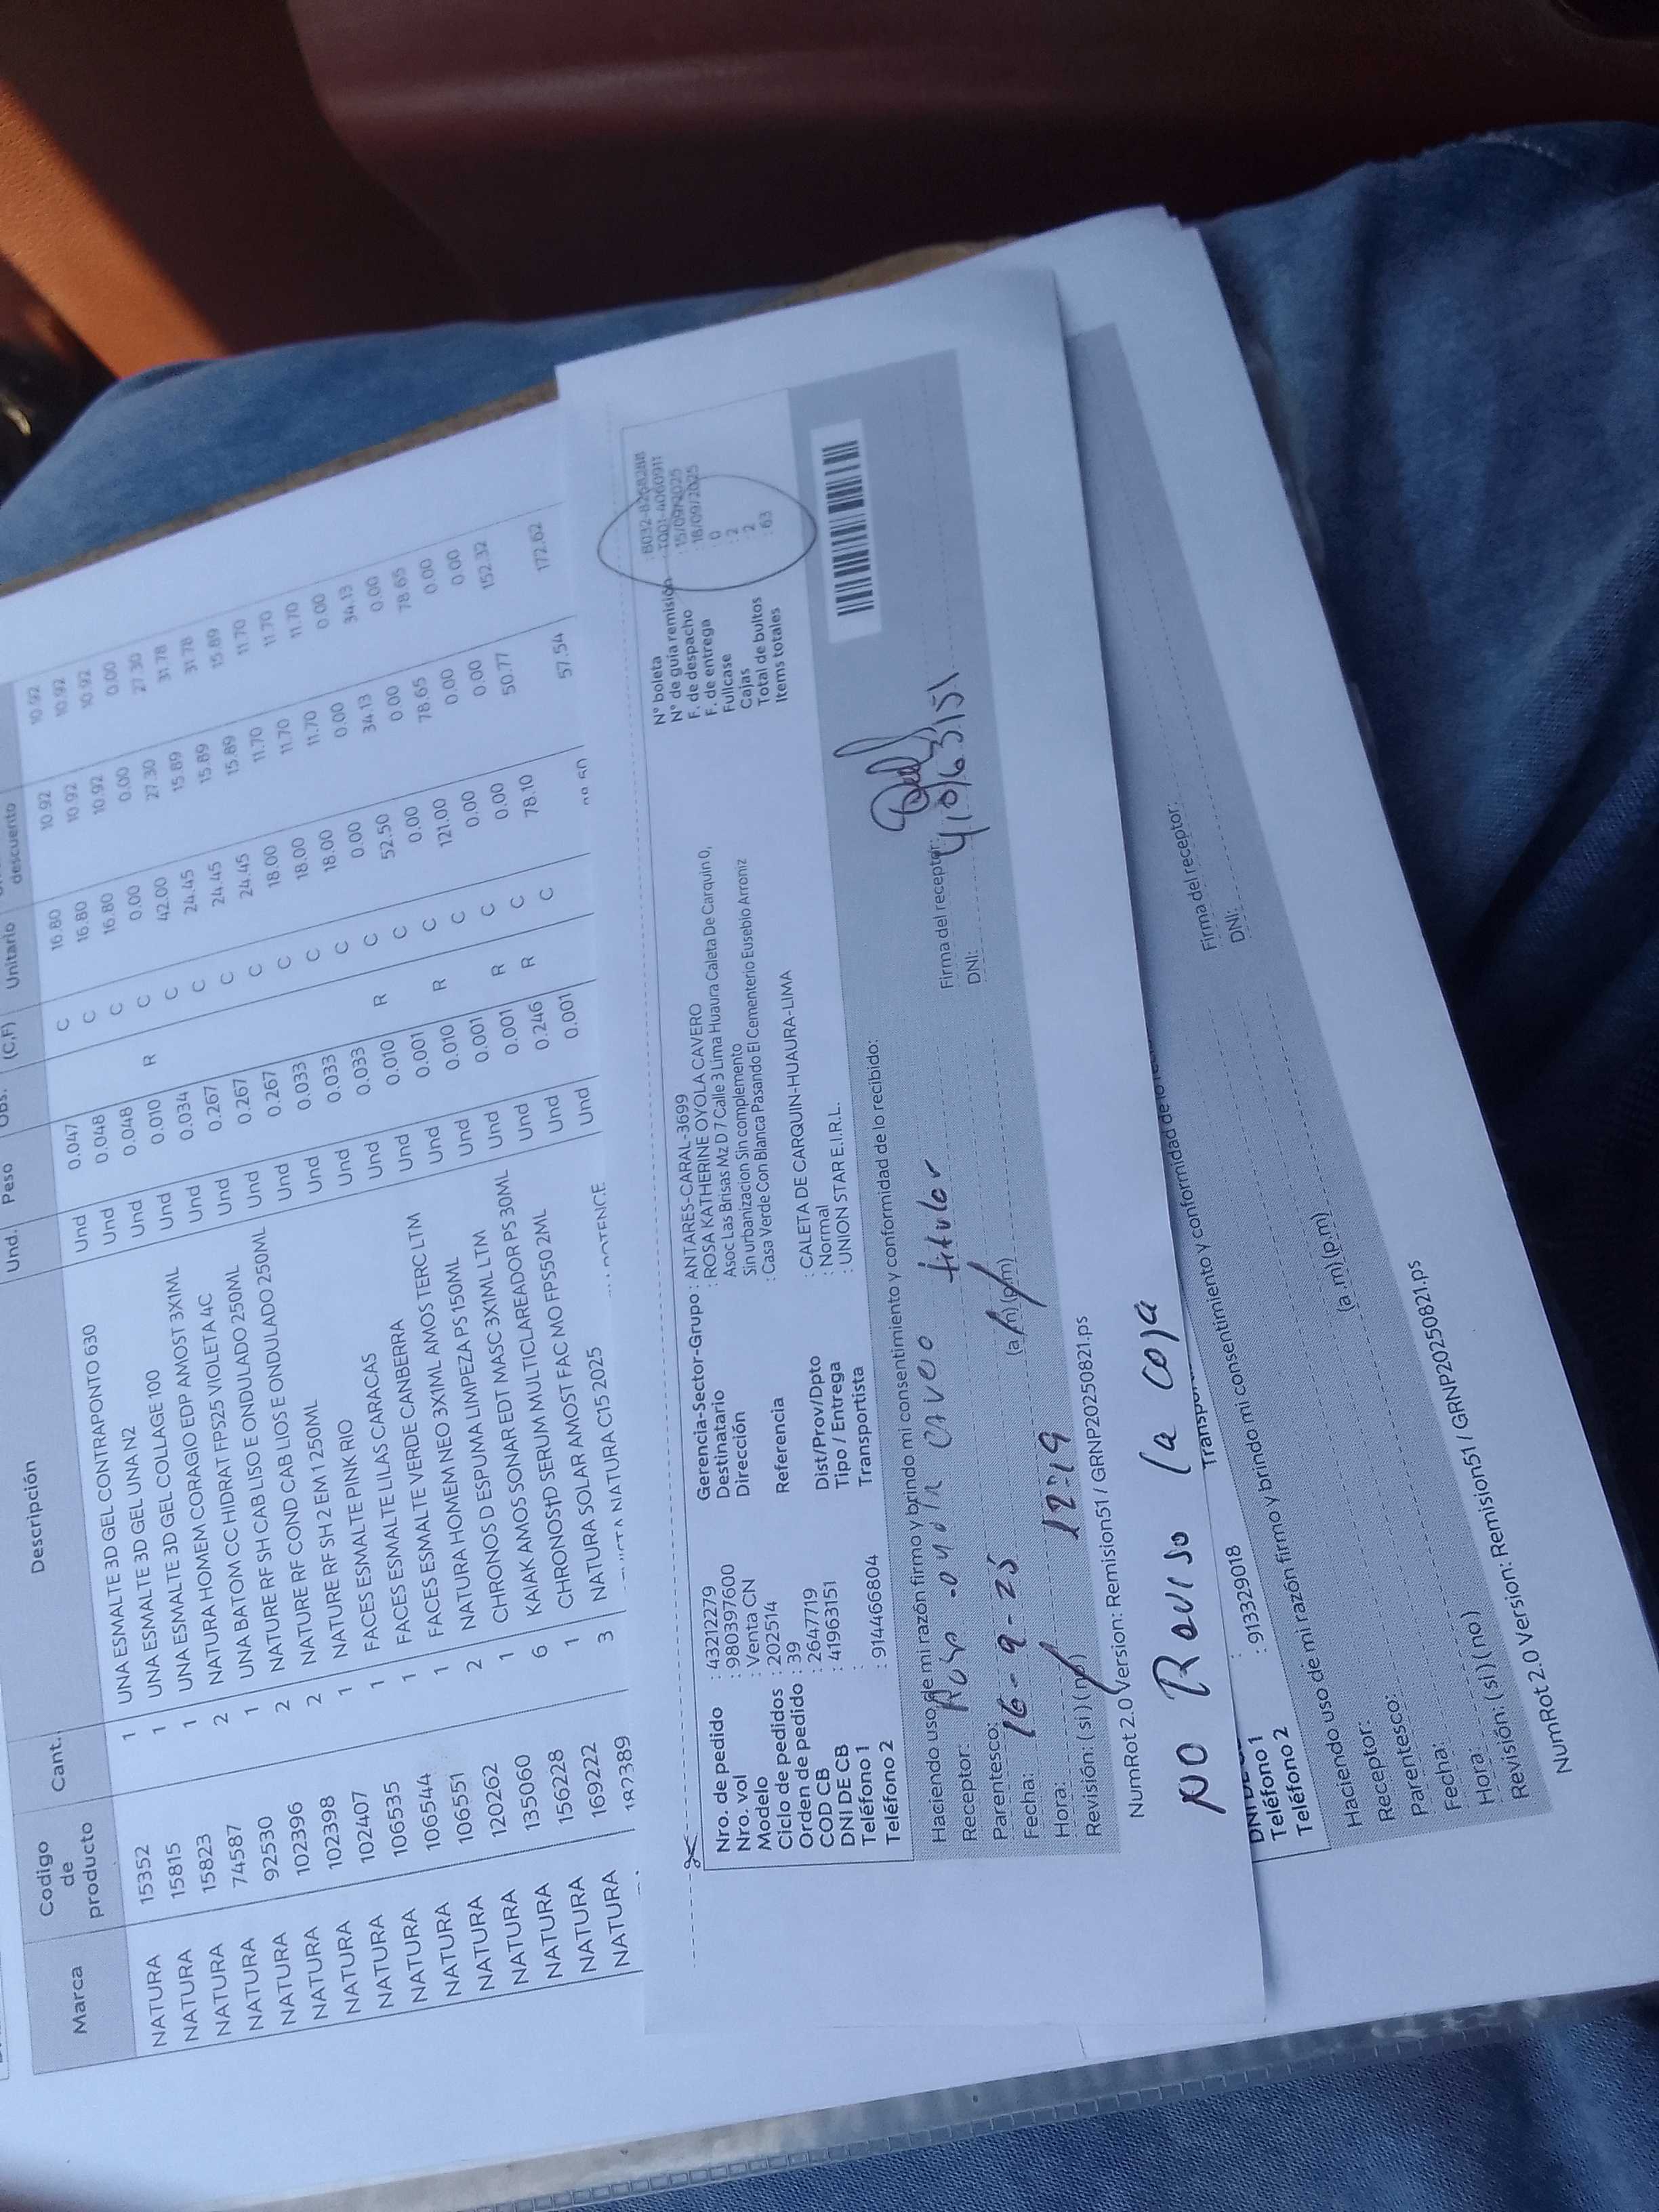 Marca Codigo de producto Cant. Descripción Und. Peso Obs. (C,F) Unitario descuento
NATURA 15352 1 UNA ESMALTE 3D GEL CONTRAPONTO 630 Und 0.047 C 16.80 10.92 10.92
NATURA 15815 1 UNA ESMALTE 3D GEL UNA N2 Und 0.048 C 16.80 10.92 10.92
NATURA 15823 1 UNA ESMALTE 3D GEL COLLAGE 100 Und 0.048 C 16.80 10.92 10.92
NATURA 74587 2 NATURA HOMEM CORAGIO EDP AMOST 3X1ML Und 0.010 R C 0.00 0.00 0.00
NATURA 92530 1 UNA BATOM CC HIDRAT FPS25 VIOLETA 4C Und 0.034 C 42.00 27.30 27.30
NATURA 102396 2 NATURE RF SH CAB LISO E ONDULADO 250ML Und 0.267 C 24.45 15.89 31.78
NATURA 102398 2 NATURE RF COND CAB LIOS E ONDULADO 250ML Und 0.267 C 24.45 15.89 31.78
NATURA 102407 1 NATURE RF SH 2 EM 1 250ML Und 0.267 C 24.45 15.89 15.89
NATURA 106535 1 FACES ESMALTE PINK RIO Und 0.033 C 18.00 11.70 11.70
NATURA 106544 1 FACES ESMALTE LILAS CARACAS Und 0.033 C 18.00 11.70 11.70
NATURA 106551 1 FACES ESMALTE VERDE CANBERRA Und 0.033 C 18.00 11.70 11.70
NATURA 120262 2 NATURA HOMEM NEO 3X1ML AMOS TERC LTM Und 0.010 R C 0.00 0.00 0.00
NATURA 135060 1 CHRONOS D ESPUMA LIMPEZA PS 150ML Und 0.001 C 52.50 34.13 34.13
NATURA 156228 6 KAIAK AMOS SONAR EDT MASC 3X1ML LTM Und 0.010 R C 0.00 0.00 0.00
NATURA 169222 1 CHRONOS D SERUM MULTICLAREADOR PS 30ML Und 0.001 C 121.00 78.65 78.65
NATURA 182389 3 NATURA SOLAR AMOST FAC MO FPS50 2ML Und 0.001 R C 0.00 0.00 0.00
NATURA C15 2025 Und 0.246 R C 0.00 0.00 0.00
Und 0.001 C 78.10 50.77 152.32
57.54 172.62
Nro. de pedido : 43212279 Gerencia-Sector-Grupo : ANTARES-CARAL-3699 N° boleta : B032-8268288
Nro. vol : 980397600 Destinatario : ROSA KATHERINE OYOLA CAVERO N° de guia remisión : T001-4060911
Modelo : Venta CN Dirección Asoc Las Brisas Mz D 7 Calle 3 Lima Huaura Caleta De Carquin 0, F. de despacho : 15/09/2025
Ciclo de pedidos : 202514 Sin urbanizacion Sin complemento F. de entrega : 18/09/2025
Orden de pedido : 39 Referencia : Casa Verde Con Blanca Pasando El Cementerio Eusebio Arroniz Fullcase 0
COD CB : 2647719 Dist/Prov/Dpto : CALETA DE CARQUIN-HUAURA-LIMA Cajas : 2
DNI DE CB : 41963151 Tipo / Entrega : Normal Total de bultos : 2
Teléfono 1 : Transportista : UNION STAR E.I.R.L. Items totales : 63
Teléfono 2 : 914466804
Haciendo uso de mi razón firmo y brindo mi consentimiento y conformidad de lo recibido:
Receptor: Rosa oyola cavero titular
Parentesco: Firma del receptor:
Fecha: 16-9-25 DNI: 41963151
Hora: 12:19 (a.m) (p.m)
Revisión: ( si ) ( no )
NumRot 2.0 Version: Remision51 / GRNP20250821.ps
NO Reviso la caja
Teléfono 1 :
Teléfono 2 : 913329018
Haciendo uso de mi razón firmo y brindo mi consentimiento y conformidad de
Receptor:
Parentesco: Firma del receptor:
Fecha: DNI:
Hora: (a.m) (p.m)
Revisión: ( si ) ( no )
NumRot 2.0 Version: Remision51 / GRNP20250821.ps